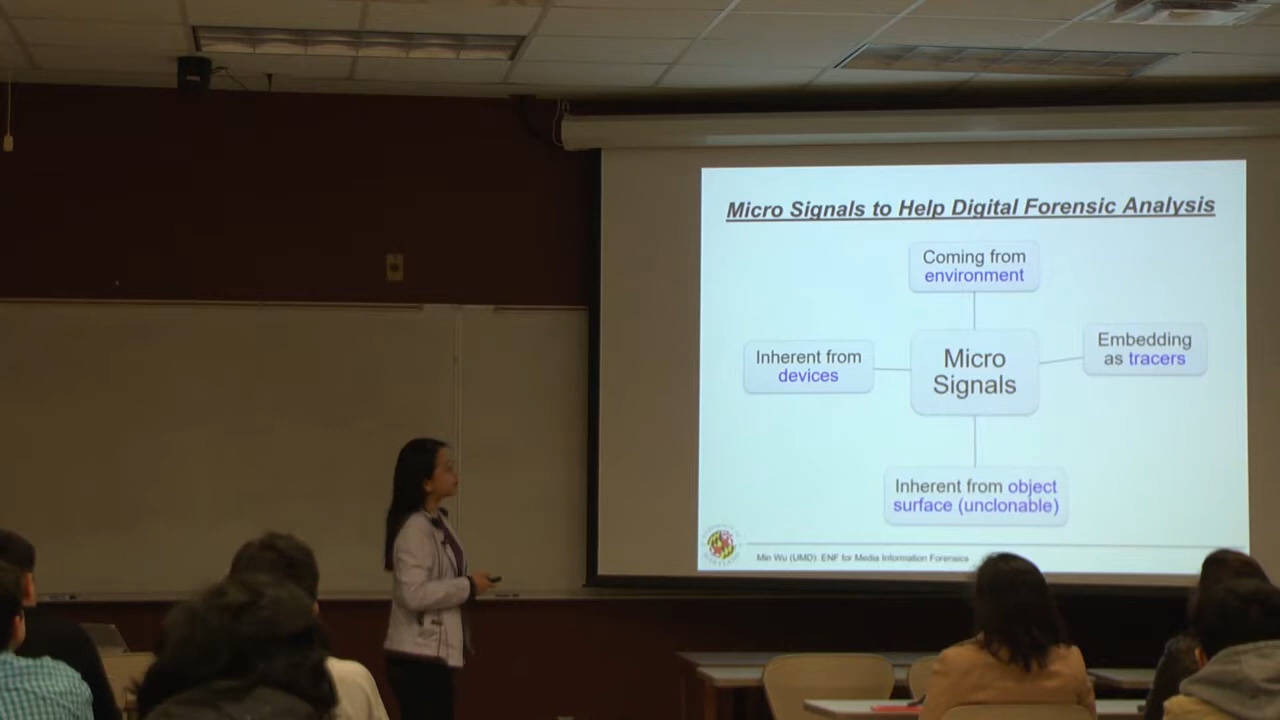 Micro Signals to Help Digital Forensic Analysis
Coming from
environment
Inherent from
devices
Micro
Signals
Embedding
as tracers
Inherent from object
surface (unclonable)
Min Wu (UMD): ENF for Media Information Forensics